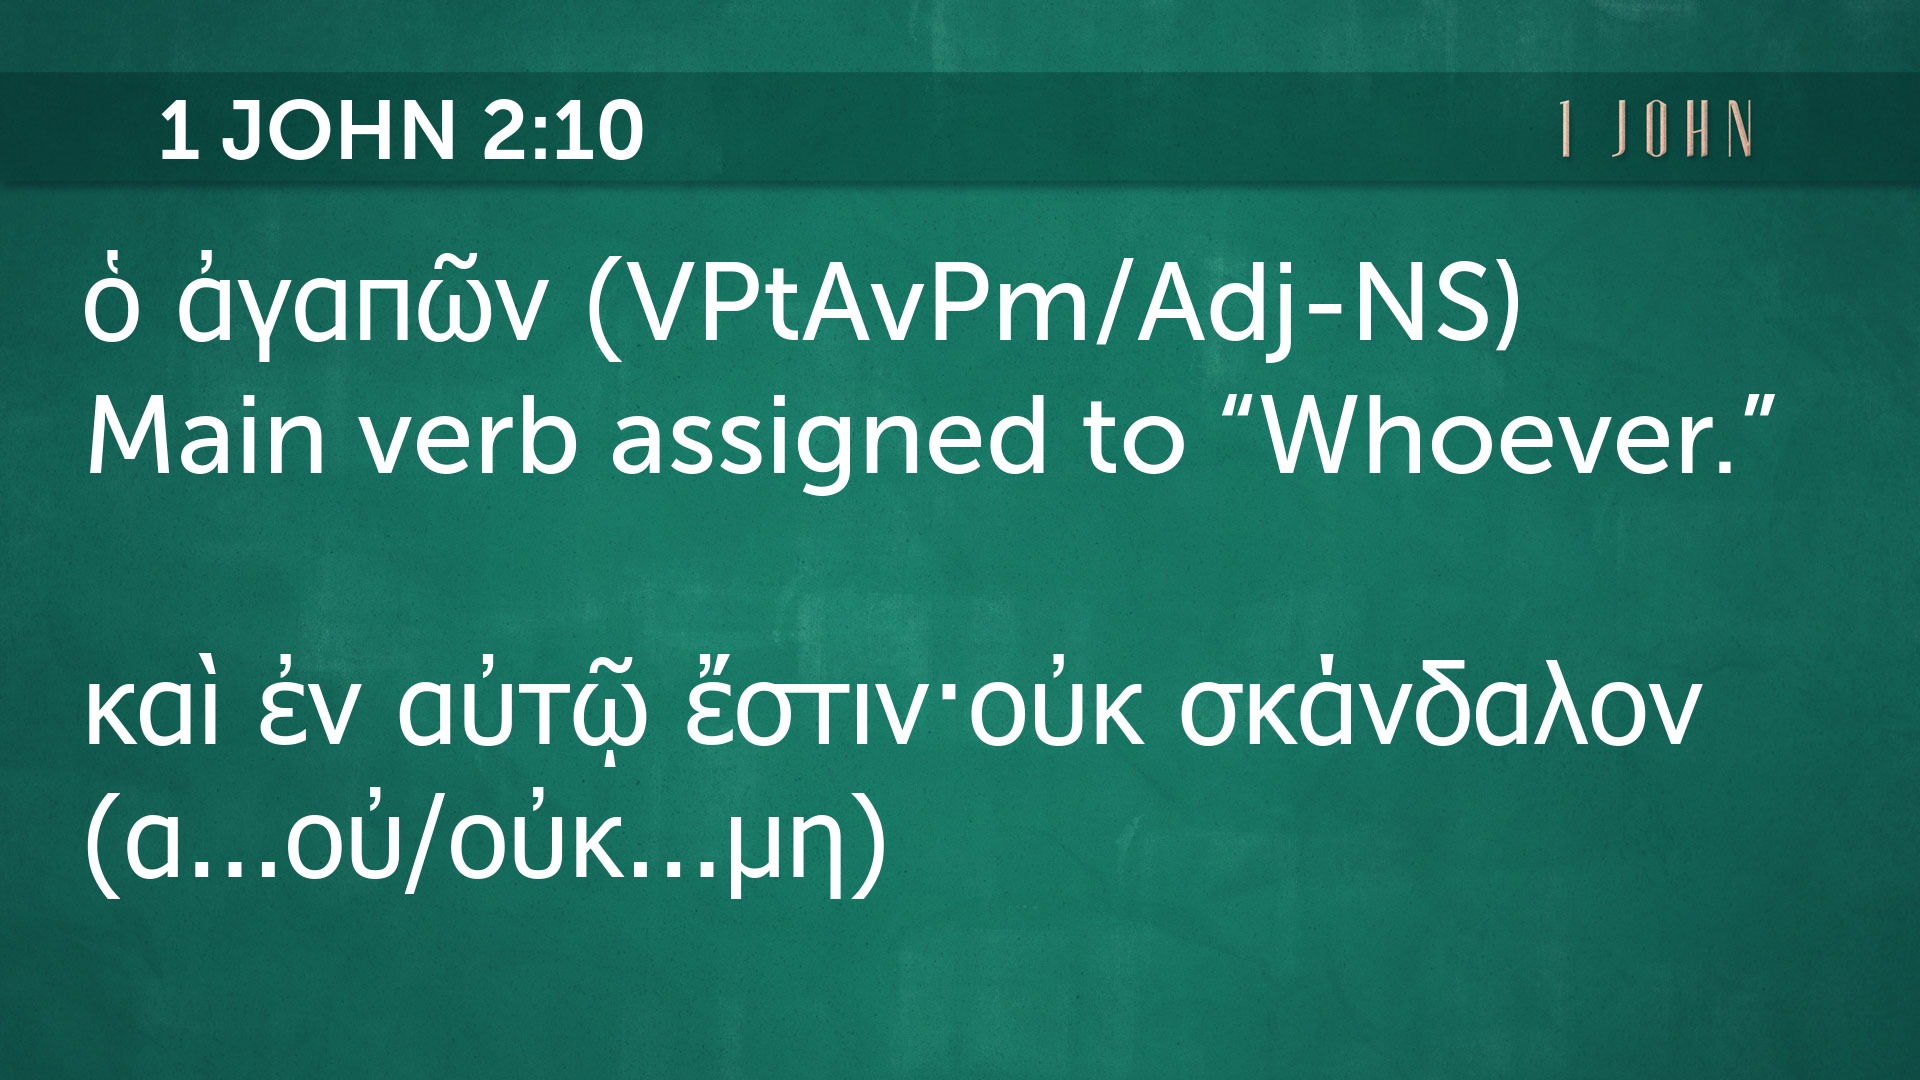 1 JOHN 2:10
1 JOHN
ὁ ἀγαπῶν (VPtAvPm/Adj-NS)
Main verb assigned to “Whoever.”
καὶ ἐν αὐτῷ ἔστιν·οὐκ σκάνδαλον
(α...οὐ/οὐκ...μη)